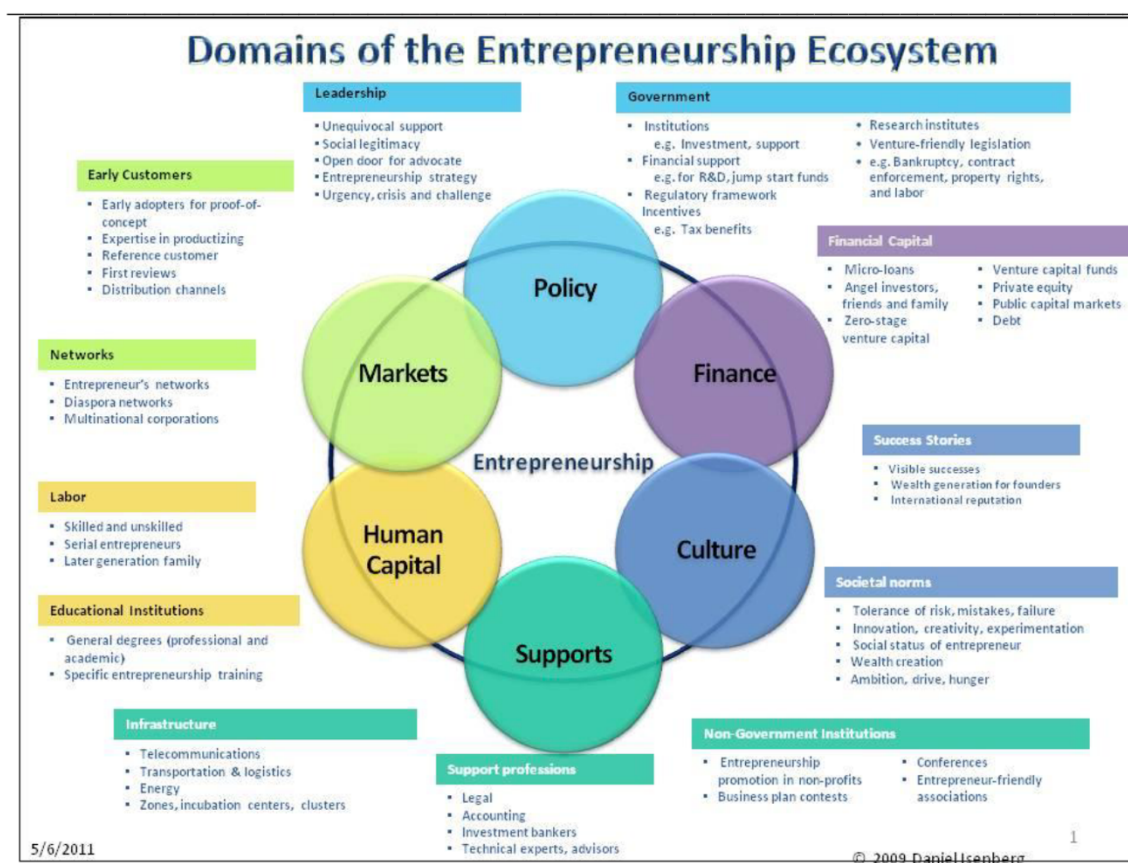 Domains of the Entrepreneurship Ecosystem
Leadership
▪ Unequivocal support
▪ Social legitimacy
▪ Open door for advocate
▪ Entrepreneurship strategy
▪ Urgency, crisis and challenge
Government
▪ Institutions
e.g. Investment, support
▪ Financial support
e.g. for R&D, jump start funds
▪ Regulatory framework
Incentives
e.g. Tax benefits
• Research institutes
• Venture-friendly legislation
• e.g. Bankruptcy, contract
enforcement, property rights,
and labor
Early Customers
▪ Early adopters for proof-of-
concept
▪ Expertise in productizing
▪ Reference customer
▪ First reviews
▪ Distribution channels
Financial Capital
▪ Micro-loans
▪ Angel investors,
friends and family
▪ Zero-stage
venture capital
▪ Venture capital funds
▪ Private equity
▪ Public capital markets
▪ Debt
Networks
▪ Entrepreneur's networks
▪ Diaspora networks
▪ Multinational corporations
Policy
Markets
Finance
Entrepreneurship
Human
Capital
Culture
Supports
Success Stories
▪ Visible successes
▪ Wealth generation for founders
▪ International reputation
Labor
▪ Skilled and unskilled
▪ Serial entrepreneurs
▪ Later generation family
Societal norms
▪ Tolerance of risk, mistakes, failure
▪ Innovation, creativity, experimentation
▪ Social status of entrepreneur
▪ Wealth creation
▪ Ambition, drive, hunger
Educational Institutions
▪ General degrees (professional and
academic)
▪ Specific entrepreneurship training
Infrastructure
▪ Telecommunications
▪ Transportation & logistics
▪ Energy
▪ Zones, incubation centers, clusters
Support professions
▪ Legal
▪ Accounting
▪ Investment bankers
▪ Technical experts, advisors
Non-Government Institutions
▪ Entrepreneurship
promotion in non-profits
▪ Business plan contests
▪ Conferences
▪ Entrepreneur-friendly
associations
1
5/6/2011
© 2009 Daniel Isenberg